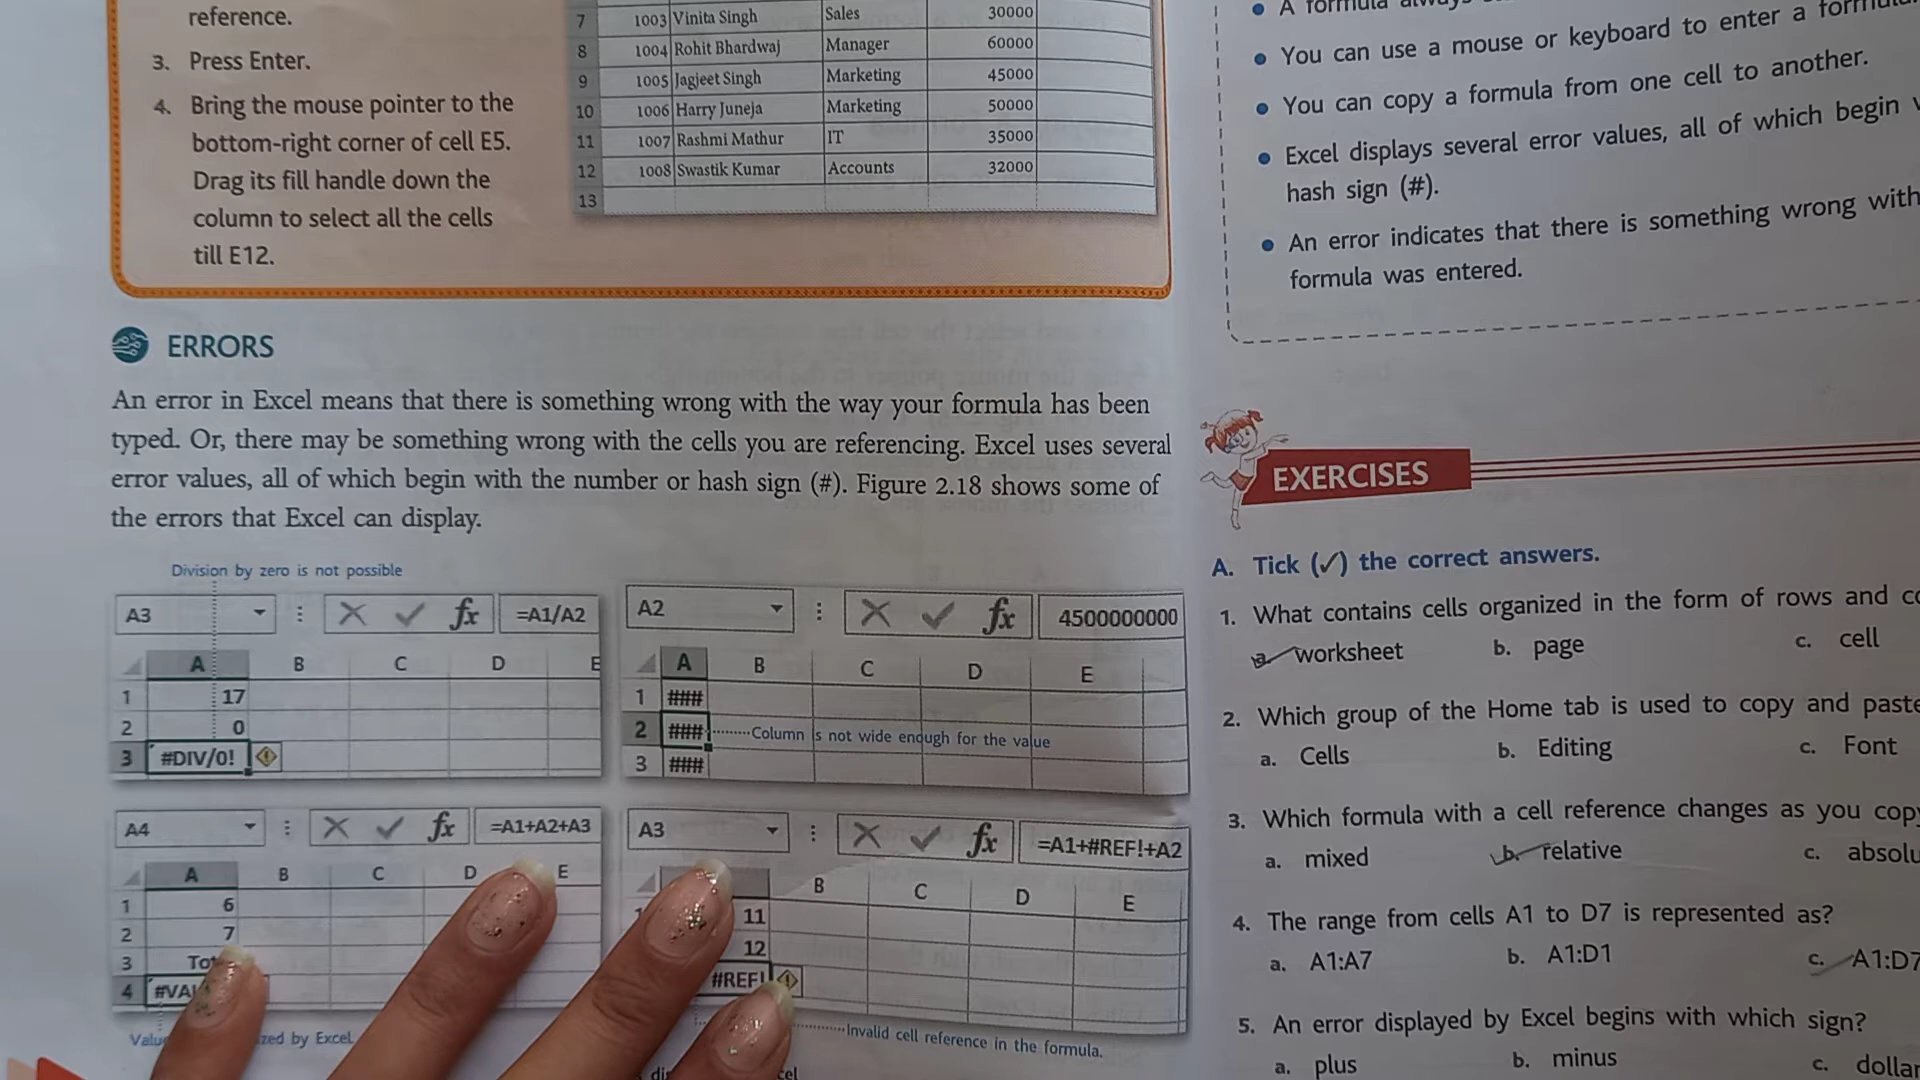 reference.
3. Press Enter.
4. Bring the mouse pointer to the
bottom-right corner of cell E5.
Drag its fill handle down the
column to select all the cells
till E12.
7 1003 Vinita Singh Sales 30000
8 1004 Rohit Bhardwaj Manager 60000
9 1005 Jagjeet Singh Marketing 45000
10 1006 Harry Juneja Marketing 50000
11 1007 Rashmi Mathur IT 35000
12 1008 Swastik Kumar Accounts 32000
13
ERRORS
An error in Excel means that there is something wrong with the way your formula has been
typed. Or, there may be something wrong with the cells you are referencing. Excel uses several
error values, all of which begin with the number or hash sign (#). Figure 2.18 shows some of
the errors that Excel can display.
Division by zero is not possible
A3 fx =A1/A2
A B C D E
1 17
2 0
3 #DIV/0!
A2 fx 4500000000
A B C D E
1 ###
2 ### Column is not wide enough for the value
3 ###
A4 fx =A1+A2+A3
A B C D E
1 6
2 7
3
4
by Excel
A3 fx =A1+#REF!+A2
B C D E
11
12
#REF!
Invalid cell reference in the formula.
• A formula
• You can use a mouse or keyboard to enter a
• You can copy a formula from one cell to another.
• Excel displays several error values, all of which begin
hash sign (#).
• An error indicates that there is something wrong with
formula was entered.
EXERCISES
A. Tick (✓) the correct answers.
1. What contains cells organized in the form of rows and
a. worksheet b. page c. cell
2. Which group of the Home tab is used to copy and
a. Cells b. Editing c. Font
3. Which formula with a cell reference changes as you
a. mixed b. relative c.
4. The range from cells A1 to D7 is represented as?
a. A1:A7 b. A1:D1 c. A1:D7
5. An error displayed by Excel begins with which sign?
a. plus b. minus c. dollar